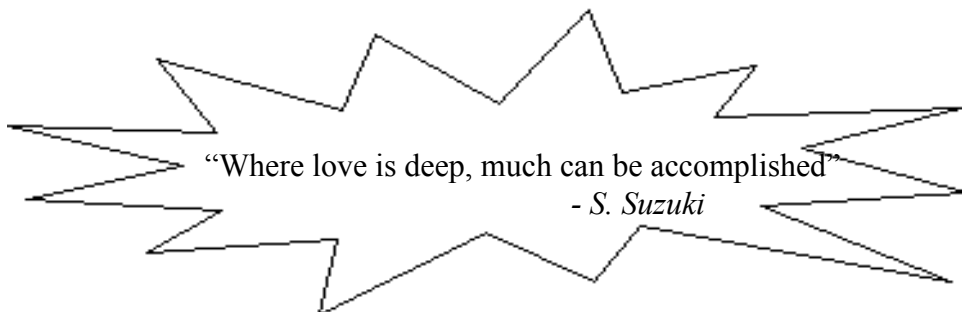 “Where love is deep, much can be accomplished”
- S. Suzuki